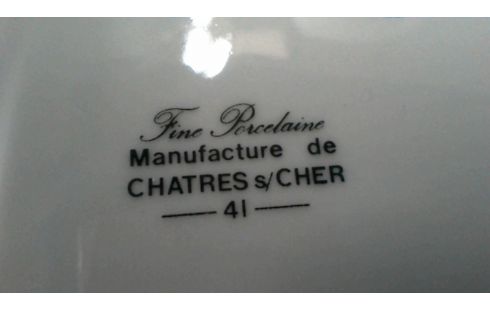 Fine Porcelaine
Manufacture de
CHATRES s/CHER
— 41 —